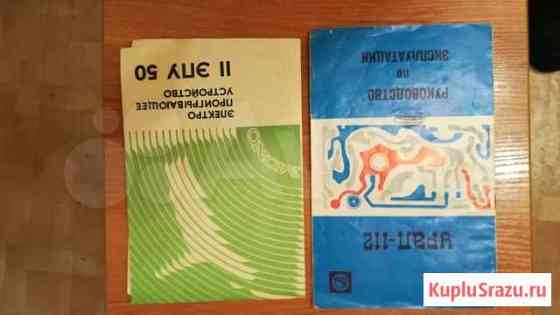 ЭЛЕКТРО
ПРОИГРЫВАЮЩЕЕ
УСТРОЙСТВО
II ЭПУ 50
УРАЛ-112
РУКОВОДСТВО
ПО
ЭКСПЛУАТАЦИИ
KupluSrazu.ru